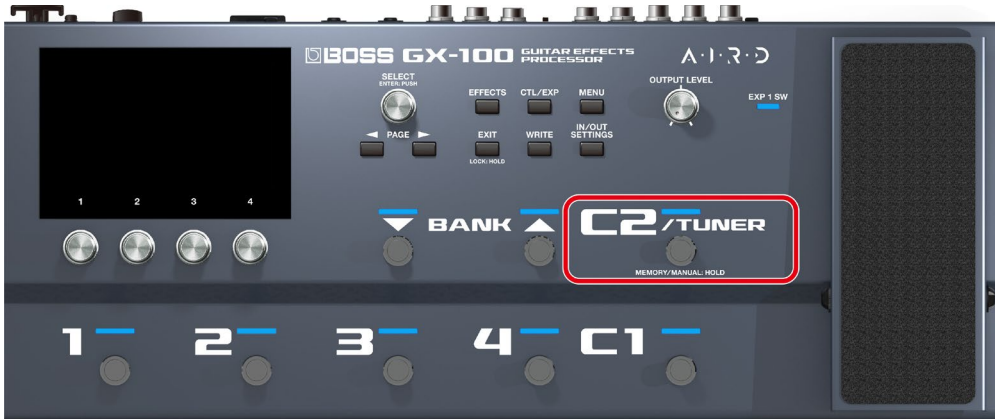 BOSS GX-100 GUITAR EFFECTS PROCESSOR
A·I·R·D
SELECT
ENTER: PUSH
EFFECTS CTL/EXP MENU
OUTPUT LEVEL
EXP 1 SW
PAGE
EXIT WRITE IN/OUT SETTINGS
LOCK: HOLD
1 2 3 4
BANK C2/TUNER
MEMORY/MANUAL: HOLD
1 2 3 4 C1